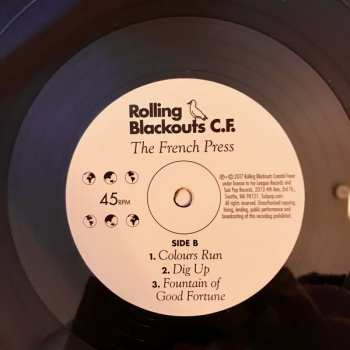 Rolling
Blackouts C.F.
The French Press
℗+© 2017 Rolling Blackouts Coastal Fever
under license to Ivy League Records and
Sub Pop Records, 2013 4th Ave, 3rd Fl.,
Seattle, WA 98121. Subpop.com.
All rights reserved. Unauthorized copying,
hiring, lending, public performance and
broadcasting of this recording prohibited.
45RPM
SIDE B
1. Colours Run
2. Dig Up
3. Fountain of
Good Fortune